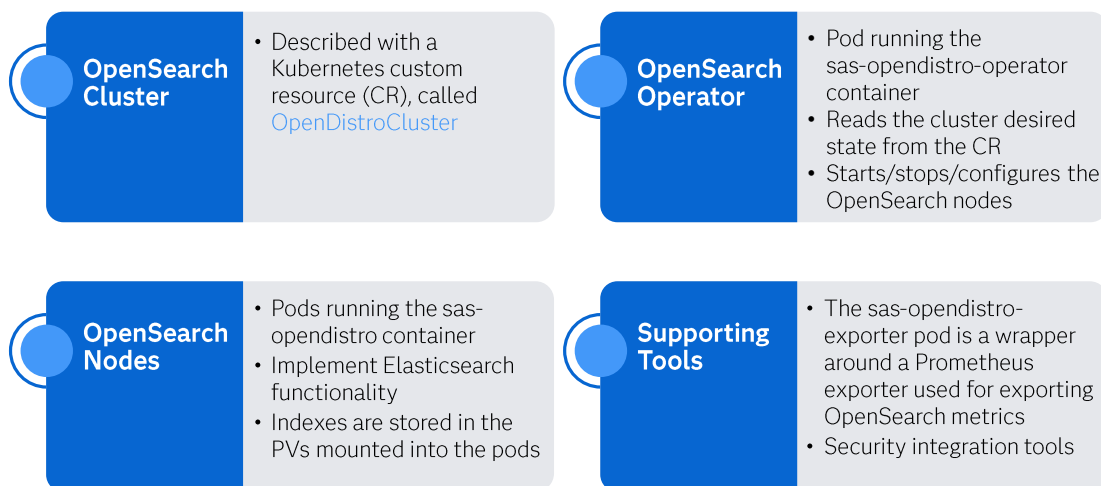 OpenSearch
Cluster
• Described with a
Kubernetes custom
resource (CR), called
OpenDistroCluster
OpenSearch
Operator
• Pod running the
sas-opendistro-operator
container
• Reads the cluster desired
state from the CR
• Starts/stops/configures the
OpenSearch nodes
OpenSearch
Nodes
• Pods running the sas-
opendistro container
• Implement Elasticsearch
functionality
• Indexes are stored in the
PVs mounted into the pods
Supporting
Tools
• The sas-opendistro-
exporter pod is a wrapper
around a Prometheus
exporter used for exporting
OpenSearch metrics
• Security integration tools